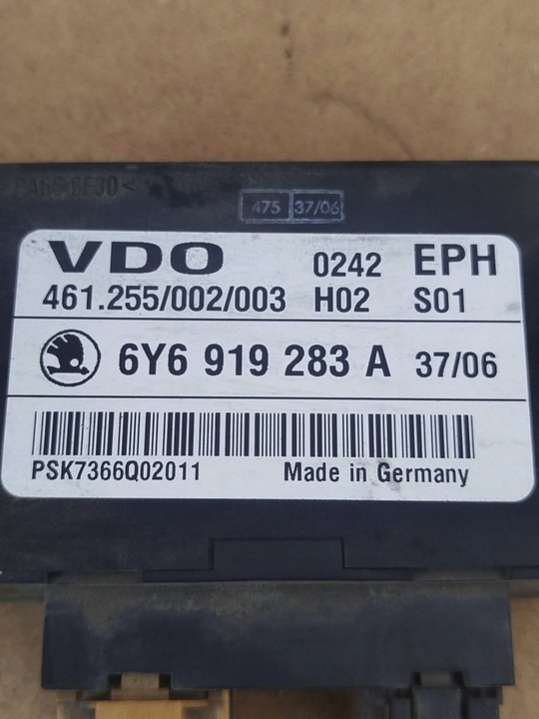 475 37/06
VDO 0242 EPH
461.255/002/003 H02 S01
6Y6 919 283 A 37/06
PSK7366Q02011 Made in Germany